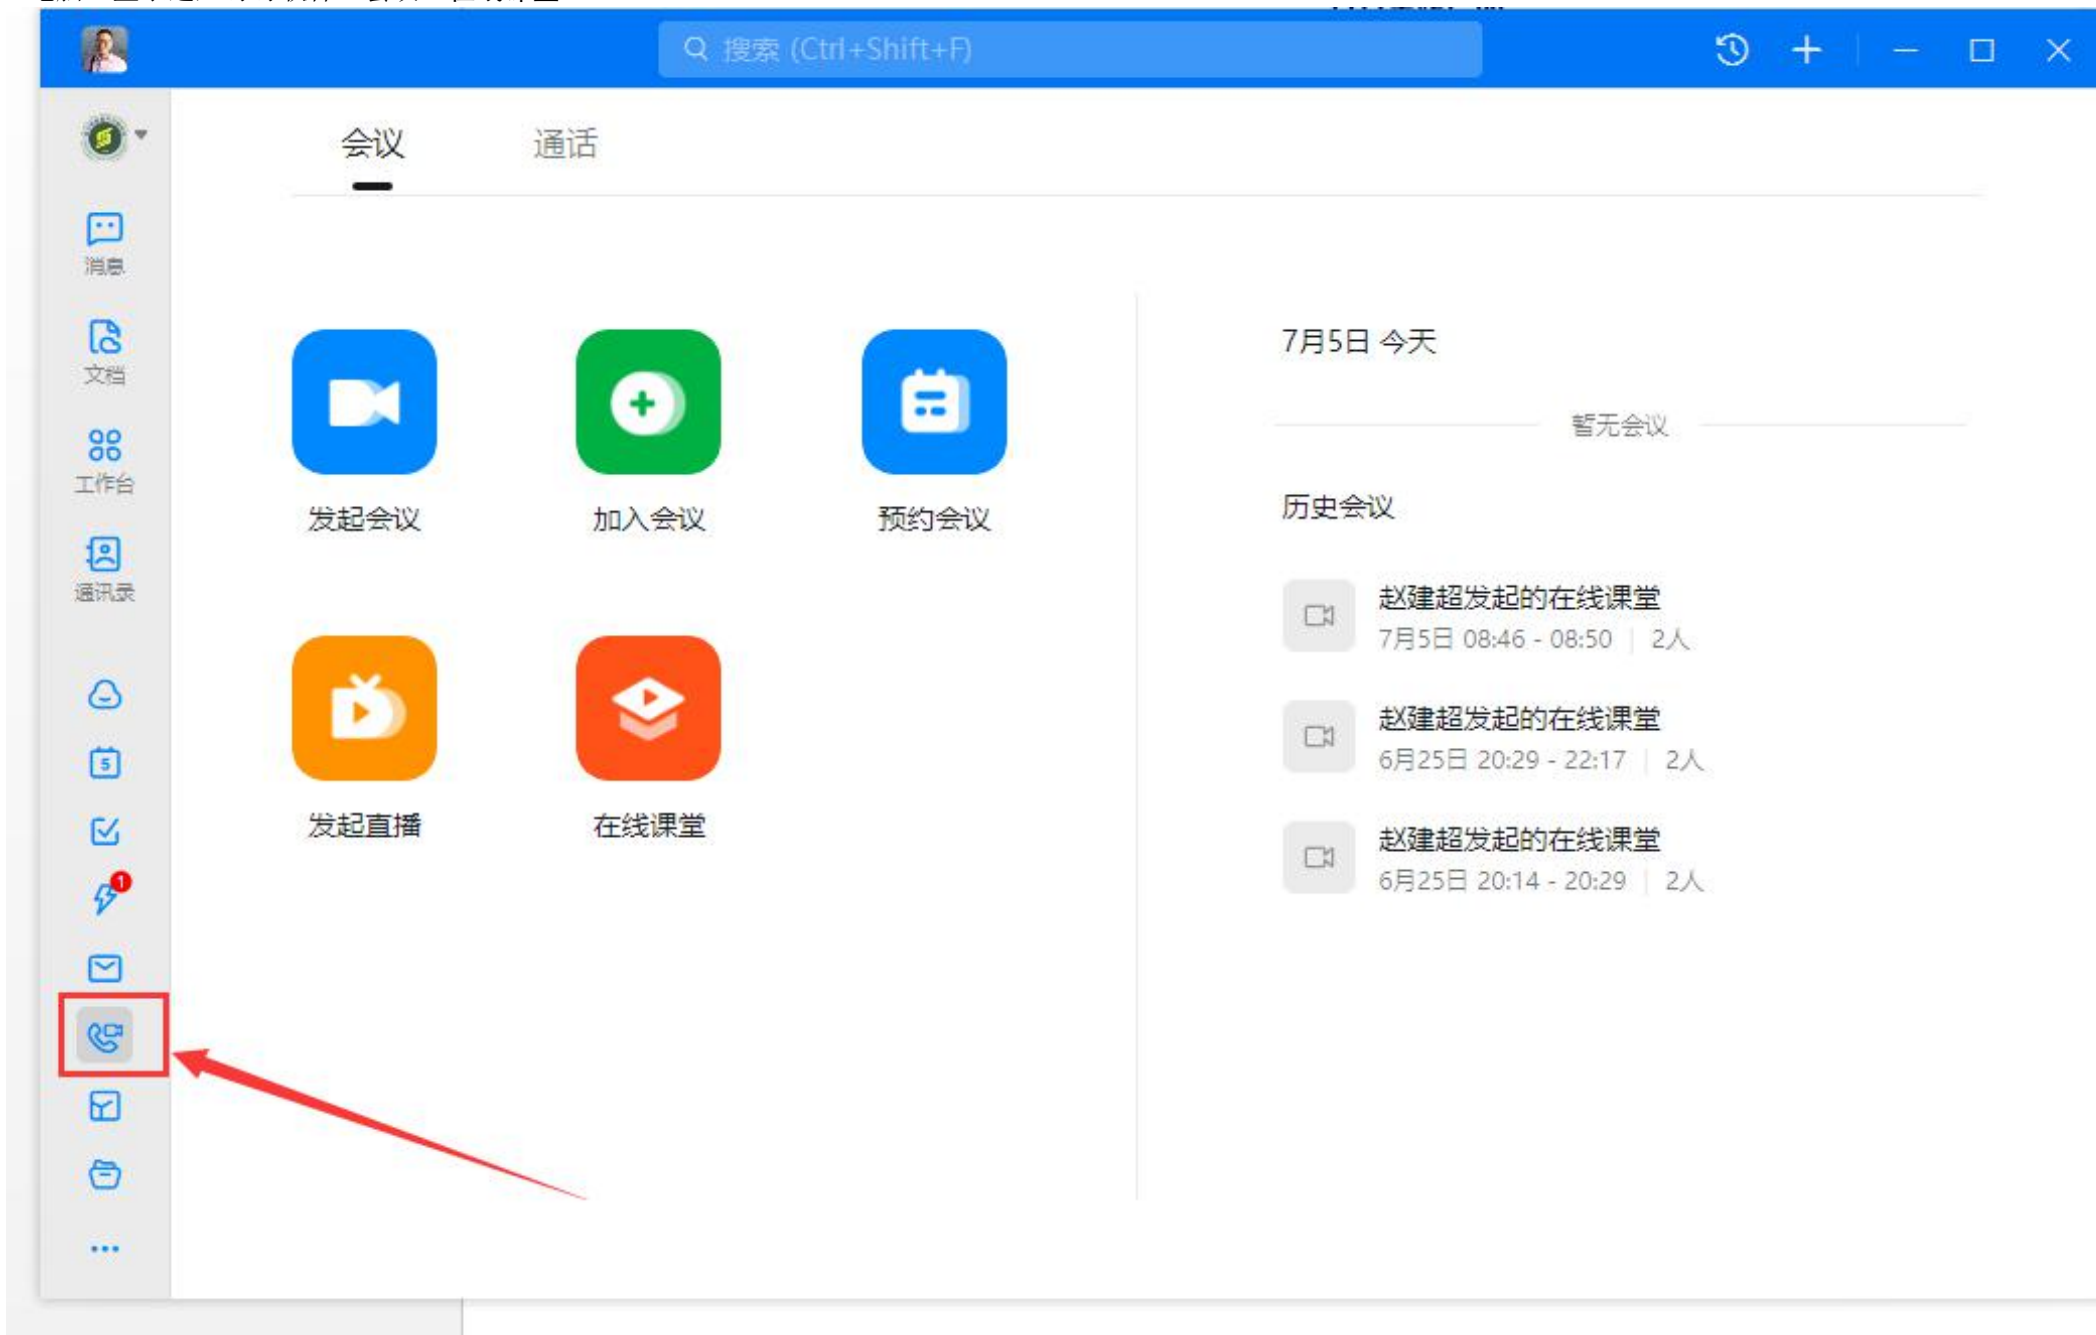 搜索 (Ctrl+Shift+F)
会议
通话
消息
文档
工作台
通讯录
5
1
发起会议
加入会议
预约会议
发起直播
在线课堂
7月5日 今天
暂无会议
历史会议
赵建超发起的在线课堂
7月5日 08:46 - 08:50 | 2人
赵建超发起的在线课堂
6月25日 20:29 - 22:17 | 2人
赵建超发起的在线课堂
6月25日 20:14 - 20:29 | 2人